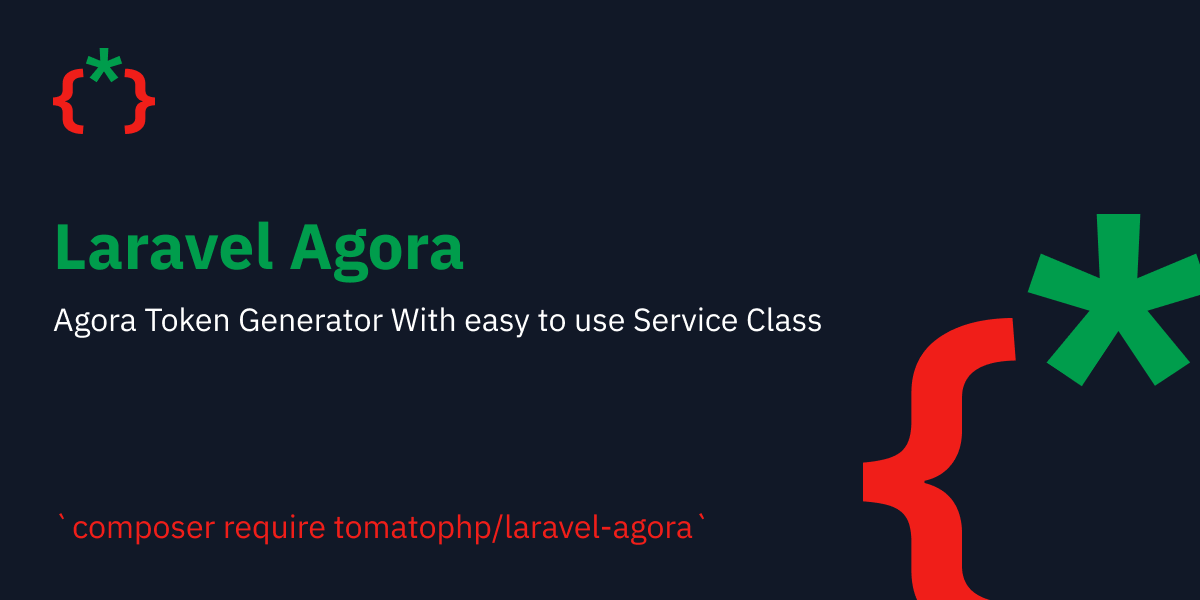 {*}
Laravel Agora
Agora Token Generator With easy to use Service Class
`composer require tomatophp/laravel-agora`
{*